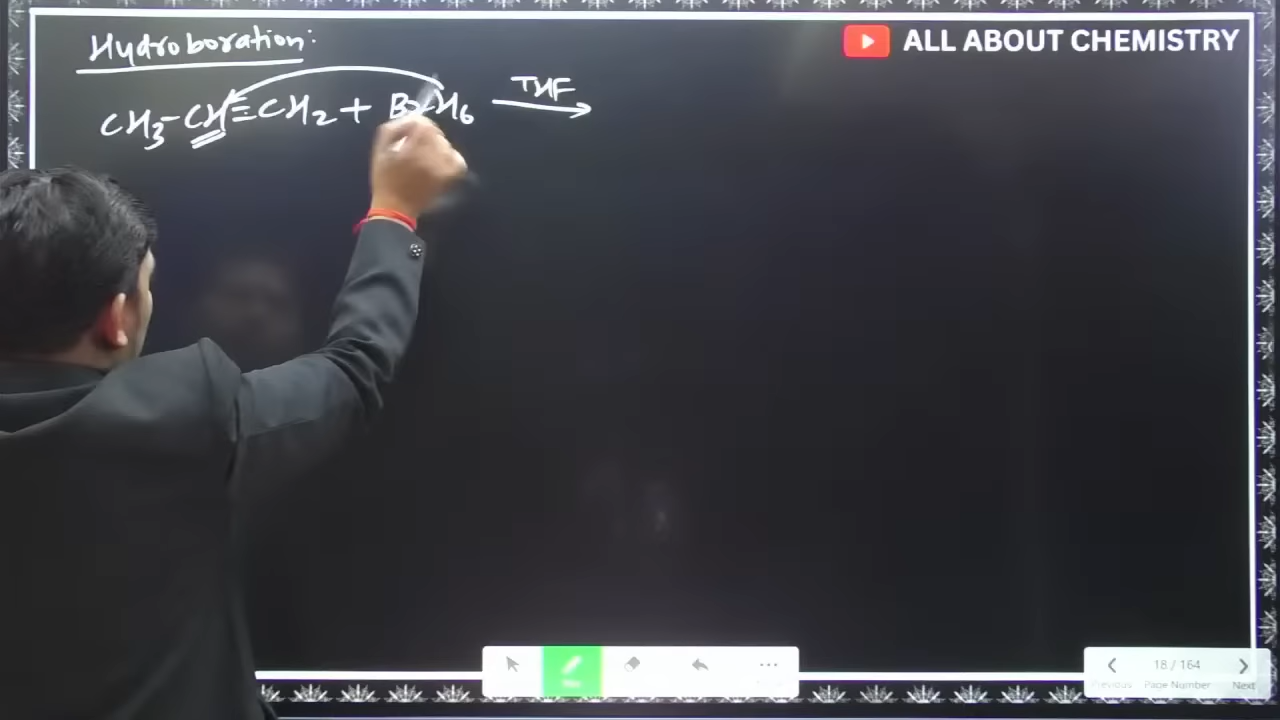 Hydroboration:
ALL ABOUT CHEMISTRY
THF
CH3-CH=CH2 + B2H6 ⟶
18 / 164
Previous Page Number Next